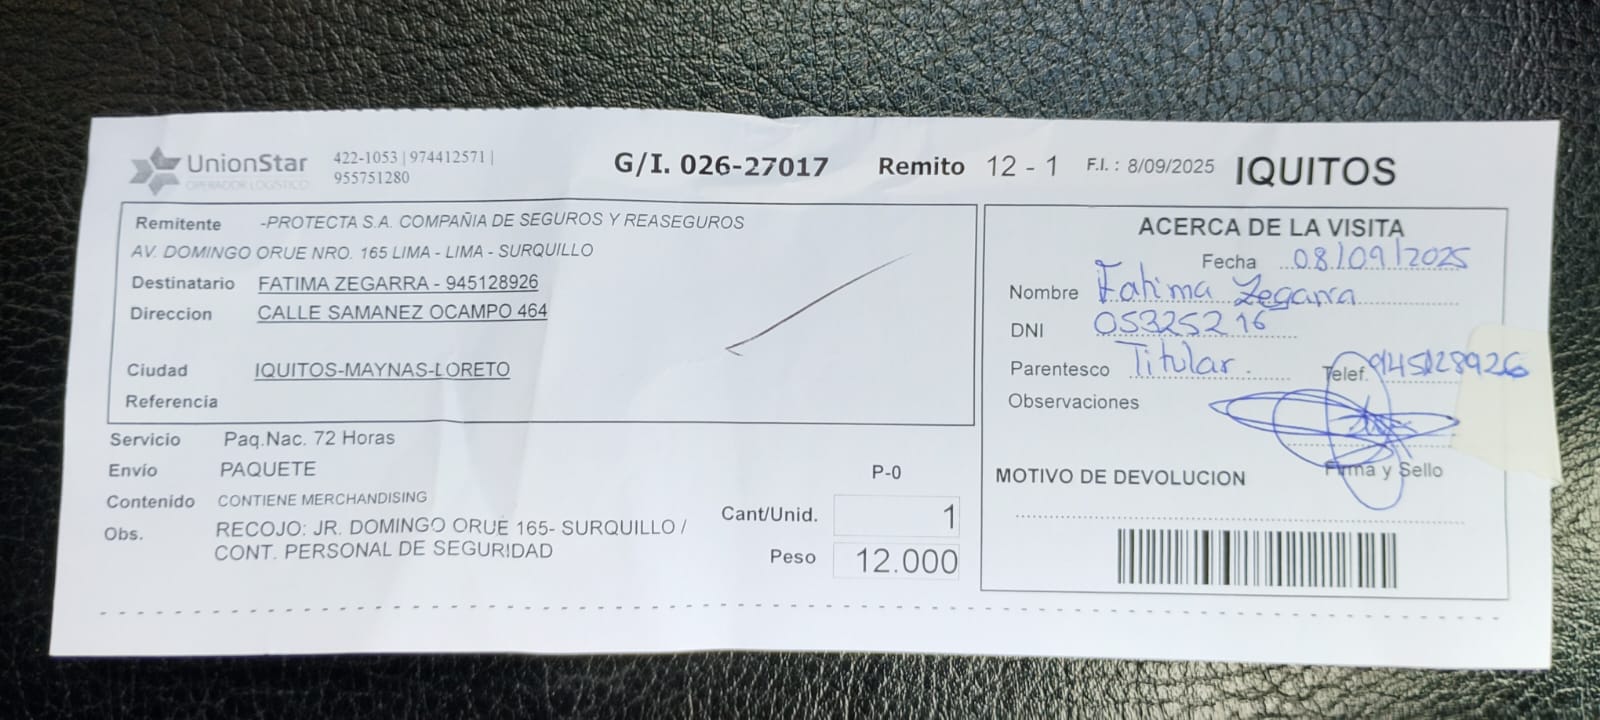 UnionStar
OPERADOR LOGISTICO
422-1053 | 974412571 |
955751280
G/I. 026-27017
Remito 12 - 1
F.I. : 8/09/2025
IQUITOS
Remitente -PROTECTA S.A. COMPAÑIA DE SEGUROS Y REASEGUROS
AV. DOMINGO ORUE NRO. 165 LIMA - LIMA - SURQUILLO
Destinatario FATIMA ZEGARRA - 945128926
Direccion CALLE SAMANEZ OCAMPO 464
Ciudad IQUITOS-MAYNAS-LORETO
Referencia
Servicio Paq.Nac. 72 Horas
Envío PAQUETE
Contenido CONTIENE MERCHANDISING
Obs. RECOJO: JR. DOMINGO ORUE 165- SURQUILLO /
CONT. PERSONAL DE SEGURIDAD
P-0
Cant/Unid. 1
Peso 12.000
ACERCA DE LA VISITA
Fecha 08/09/2025
Nombre Fatima Zegarra
DNI 05325216
Parentesco Titular.
Telef. 945128926
Observaciones
Firma y Sello
MOTIVO DE DEVOLUCION